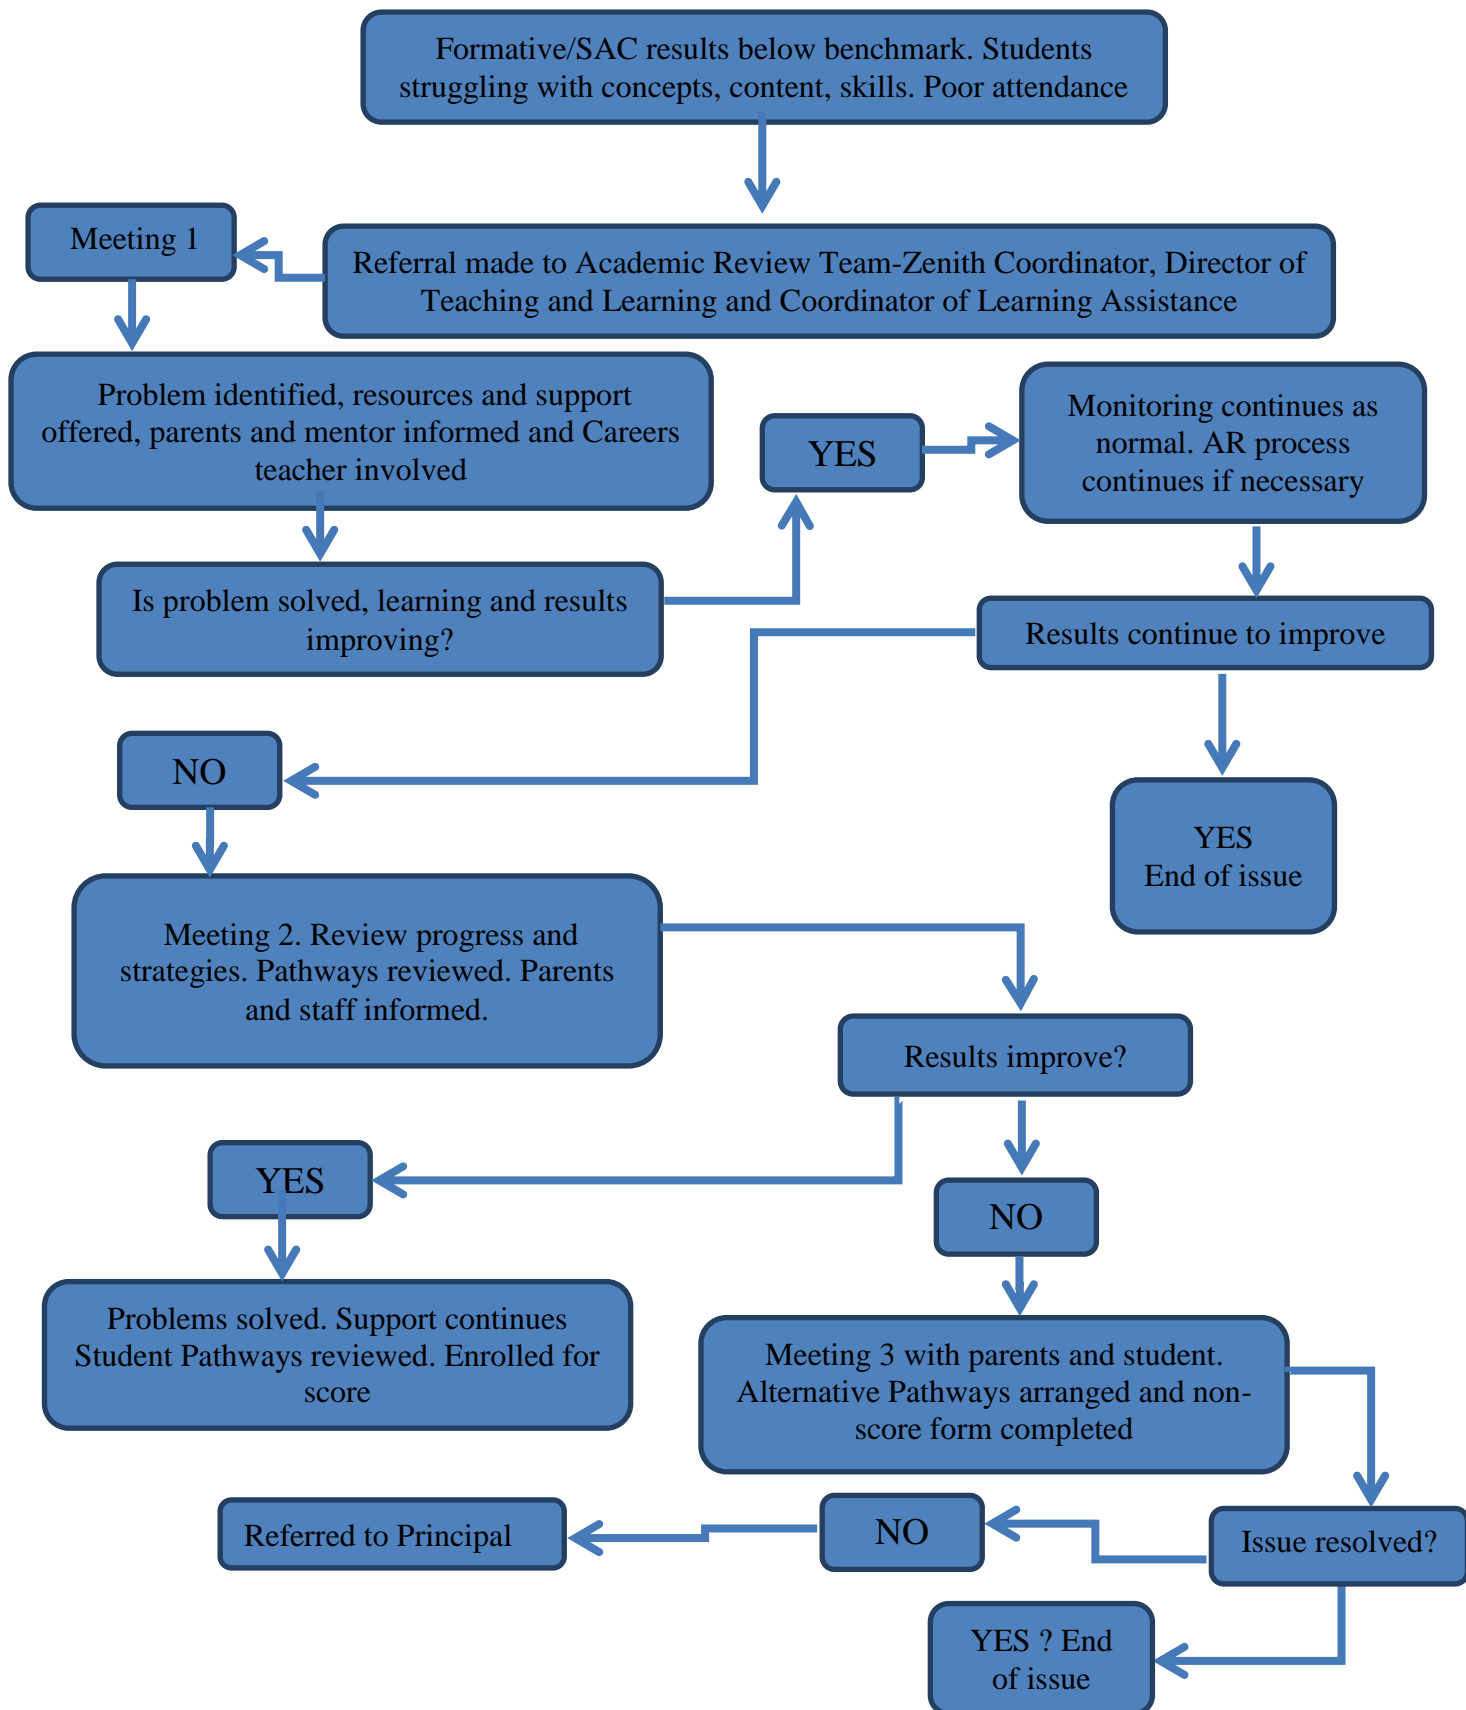 Formative/SAC results below benchmark. Students
struggling with concepts, content, skills. Poor attendance
Meeting 1
Referral made to Academic Review Team-Zenith Coordinator, Director of
Teaching and Learning and Coordinator of Learning Assistance
Problem identified, resources and support
offered, parents and mentor informed and Careers
teacher involved
YES
Monitoring continues as
normal. AR process
continues if necessary
Is problem solved, learning and results
improving?
Results continue to improve
NO
YES
End of issue
Meeting 2. Review progress and
strategies. Pathways reviewed. Parents
and staff informed.
Results improve?
YES
NO
Problems solved. Support continues
Student Pathways reviewed. Enrolled for
score
Meeting 3 with parents and student.
Alternative Pathways arranged and non-
score form completed
Referred to Principal
NO
Issue resolved?
YES ? End
of issue